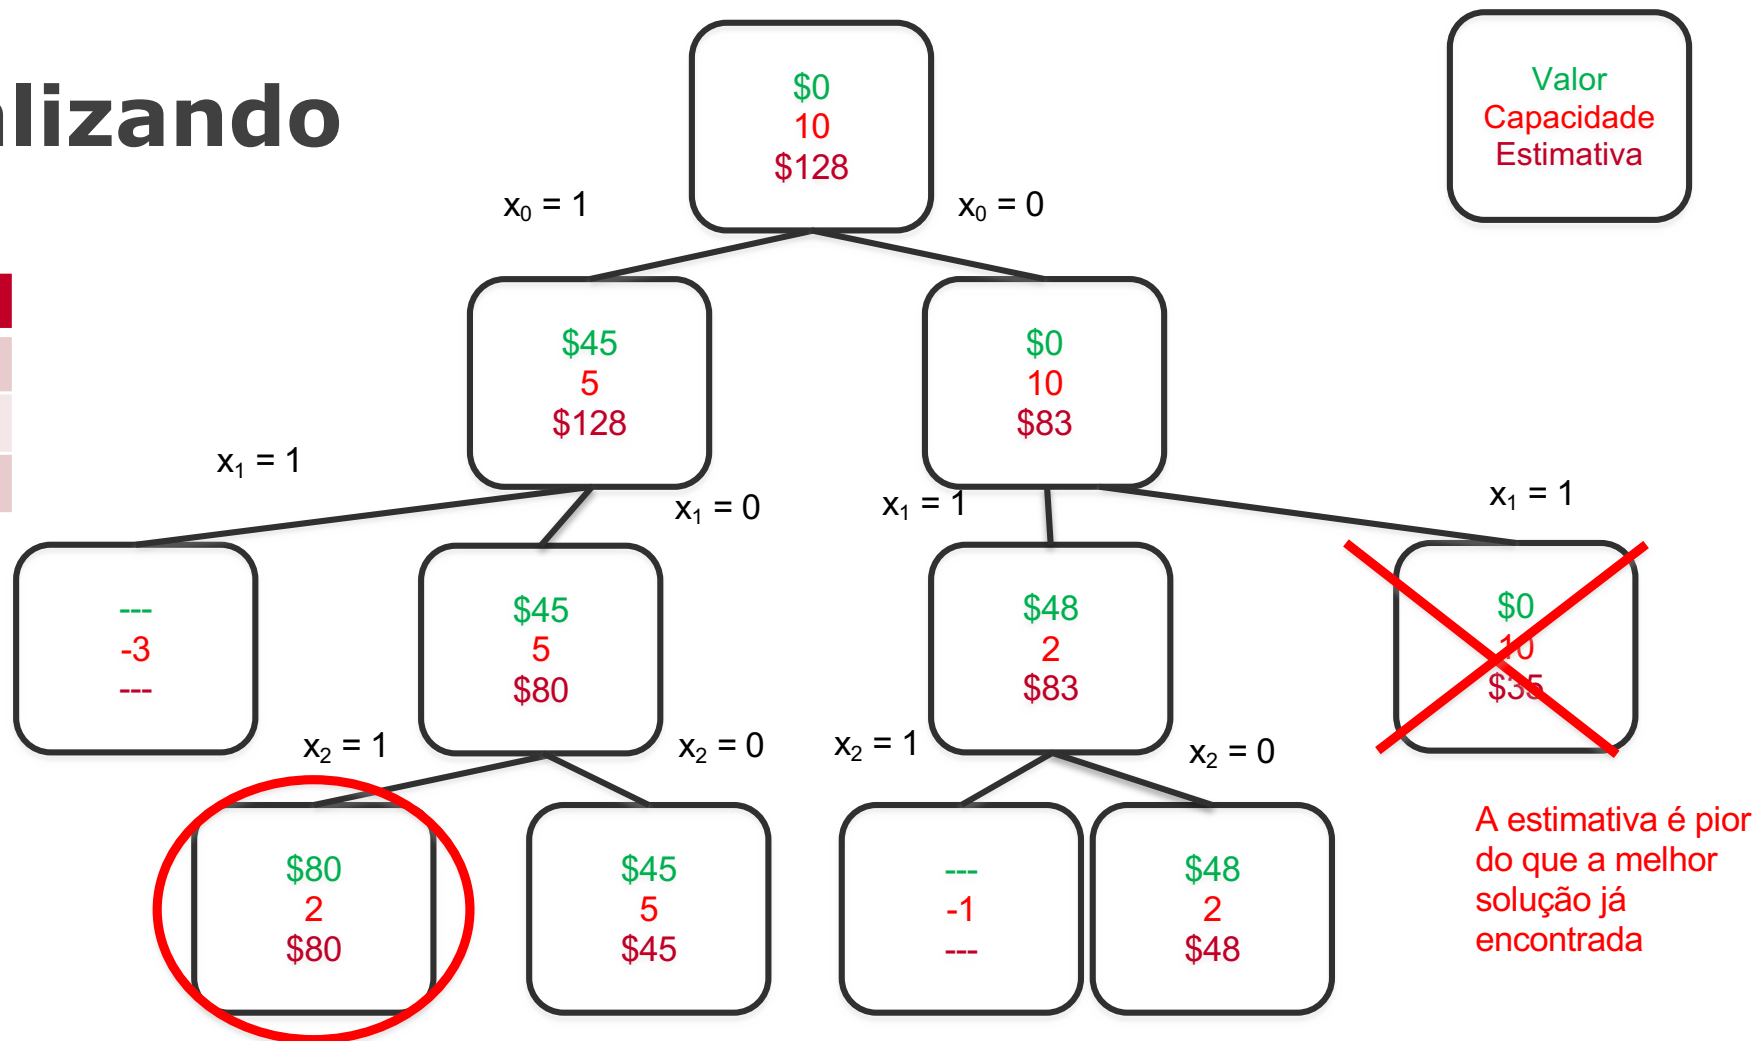 alizando
$0
10
$128
Valor
Capacidade
Estimativa
x₀ = 1
x₀ = 0
$45
5
$128
$0
10
$83
x₁ = 1
x₁ = 0
x₁ = 1
x₁ = 1
---
-3
---
$45
5
$80
$48
2
$83
$0
10
$35
x₂ = 1
x₂ = 0
x₂ = 1
x₂ = 0
$80
2
$80
$45
5
$45
---
-1
---
$48
2
$48
A estimativa é pior
do que a melhor
solução já
encontrada